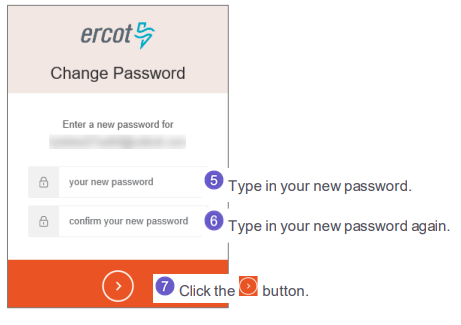 ercot
Change Password
Enter a new password for
your new password
5 Type in your new password.
confirm your new password
6 Type in your new password again.
7 Click the button.